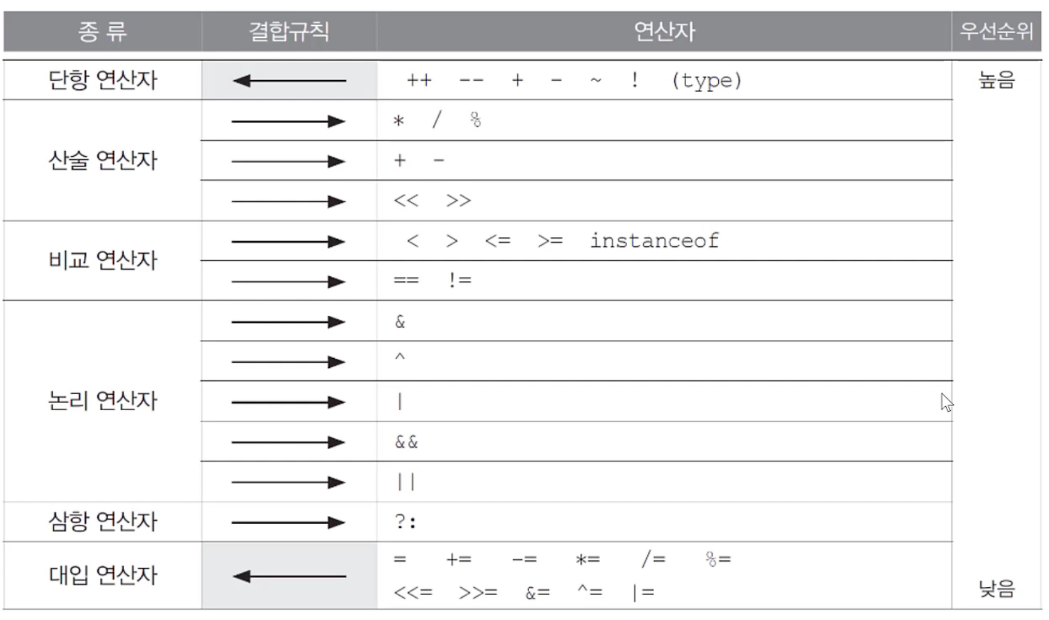 종 류 결합규칙 연산자 우선순위
단항 연산자 ++ -- + - ~ ! (type) 높음
* / %
산술 연산자 + -
<< >>
< > <= >= instanceof
비교 연산자
== !=
&
^
논리 연산자 |
&&
||
삼항 연산자 ?:
= += -= *= /= %=
대입 연산자
<<= >>= &= ^= |= 낮음